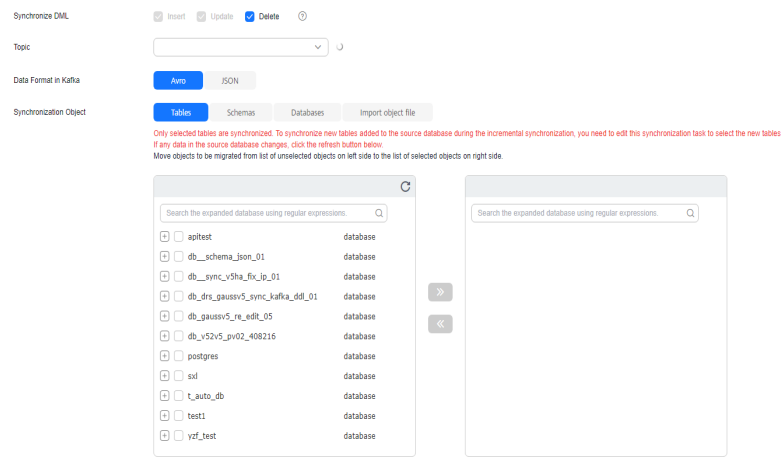 Synchronize DML Insert Update Delete
Topic
Data Format in Kafka Avro JSON
Synchronization Object Tables Schemas Databases Import object file
Only selected tables are synchronized. To synchronize new tables added to the source database during the incremental synchronization, you need to edit this synchronization task to select the new tables
If any data in the source database changes, click the refresh button below.
Move objects to be migrated from list of unselected objects on left side to the list of selected objects on right side.
Search the expanded database using regular expressions. Search the expanded database using regular expressions.
apitest database
db__schema_json_01 database
db__sync_v5ha_fix_ip_01 database
db_drs_gaussv5_sync_kafka_ddl_01 database
db_gaussv5_re_edit_05 database
db_v52v5_pv02_408216 database
postgres database
sxl database
t_auto_db database
test1 database
yzf_test database